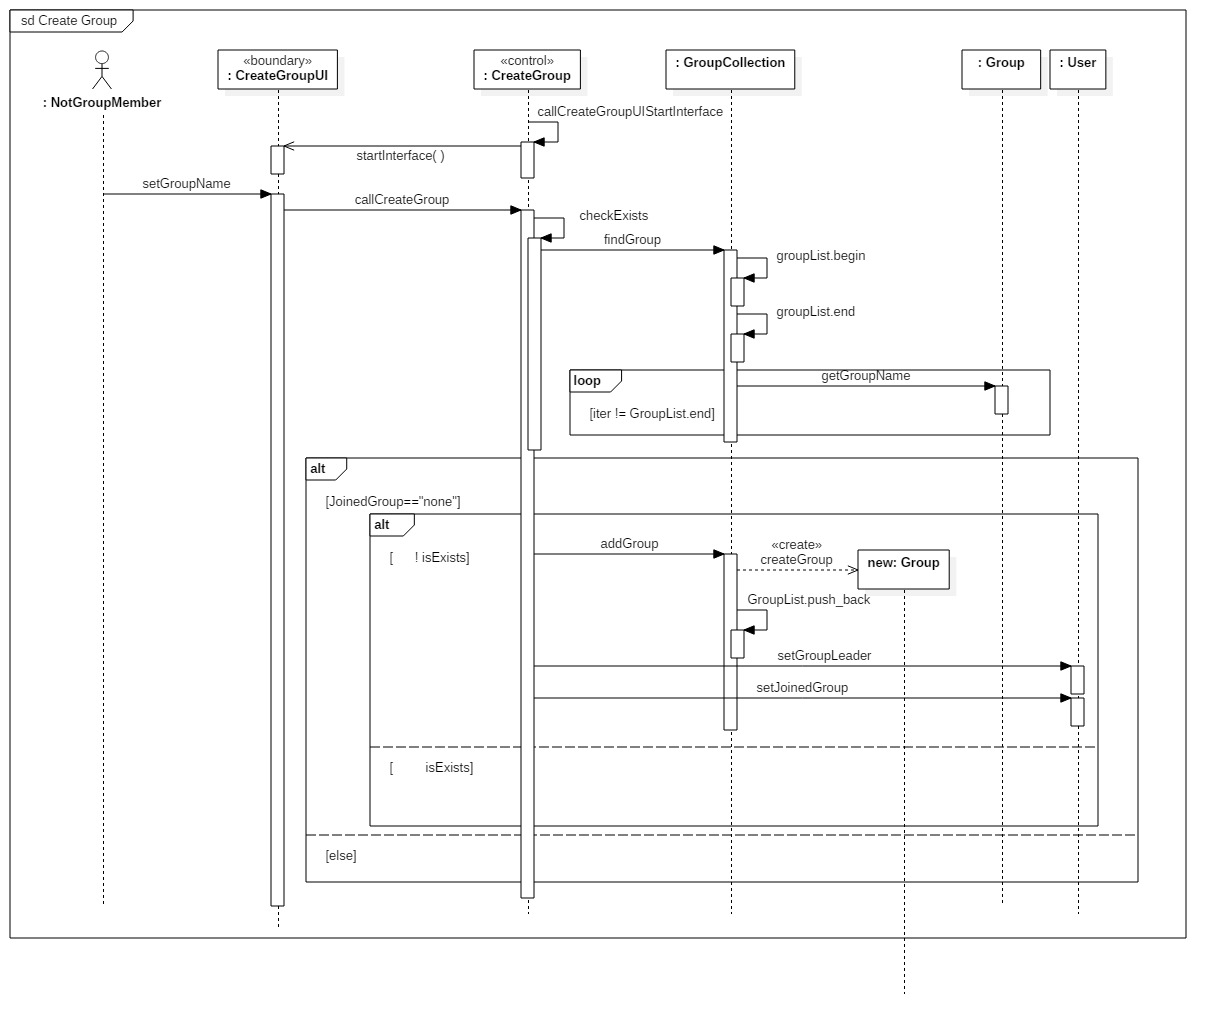 sd Create Group
«boundary»
: CreateGroupUI
«control»
: CreateGroup
: GroupCollection
: Group
: User
: NotGroupMember
callCreateGroupUIStartInterface
startInterface( )
setGroupName
callCreateGroup
checkExists
findGroup
groupList.begin
groupList.end
loop
getGroupName
[iter != GroupList.end]
alt
[JoinedGroup=="none"]
alt
[ ! isExists]
addGroup
«create»
createGroup
new: Group
GroupList.push_back
setGroupLeader
setJoinedGroup
[ isExists]
[else]